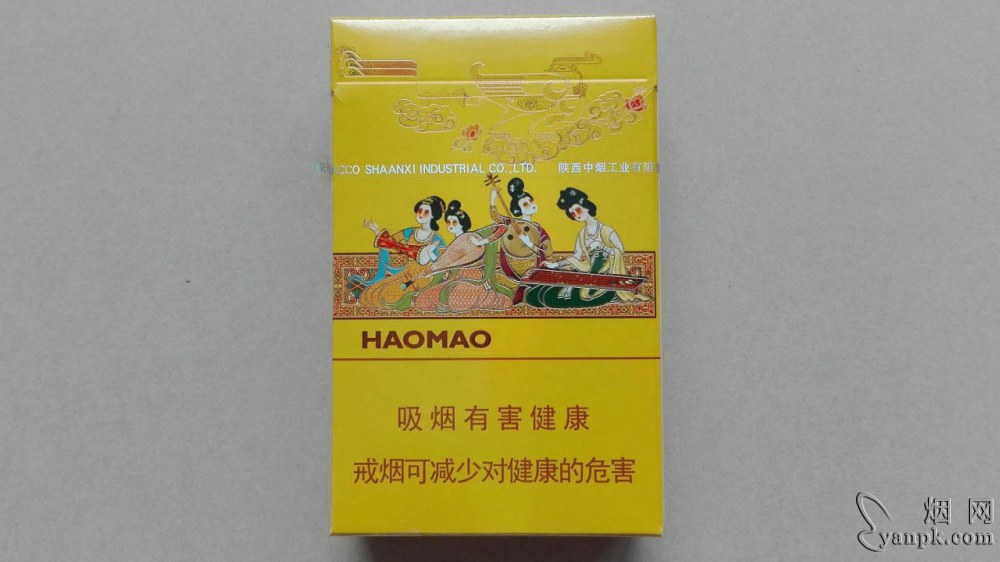 CCO SHAANXI INDUSTRIAL CO.,LTD. 陕西中烟工业有限
HAOMAO
吸烟有害健康
戒烟可减少对健康的危害
烟网
yanpk.com